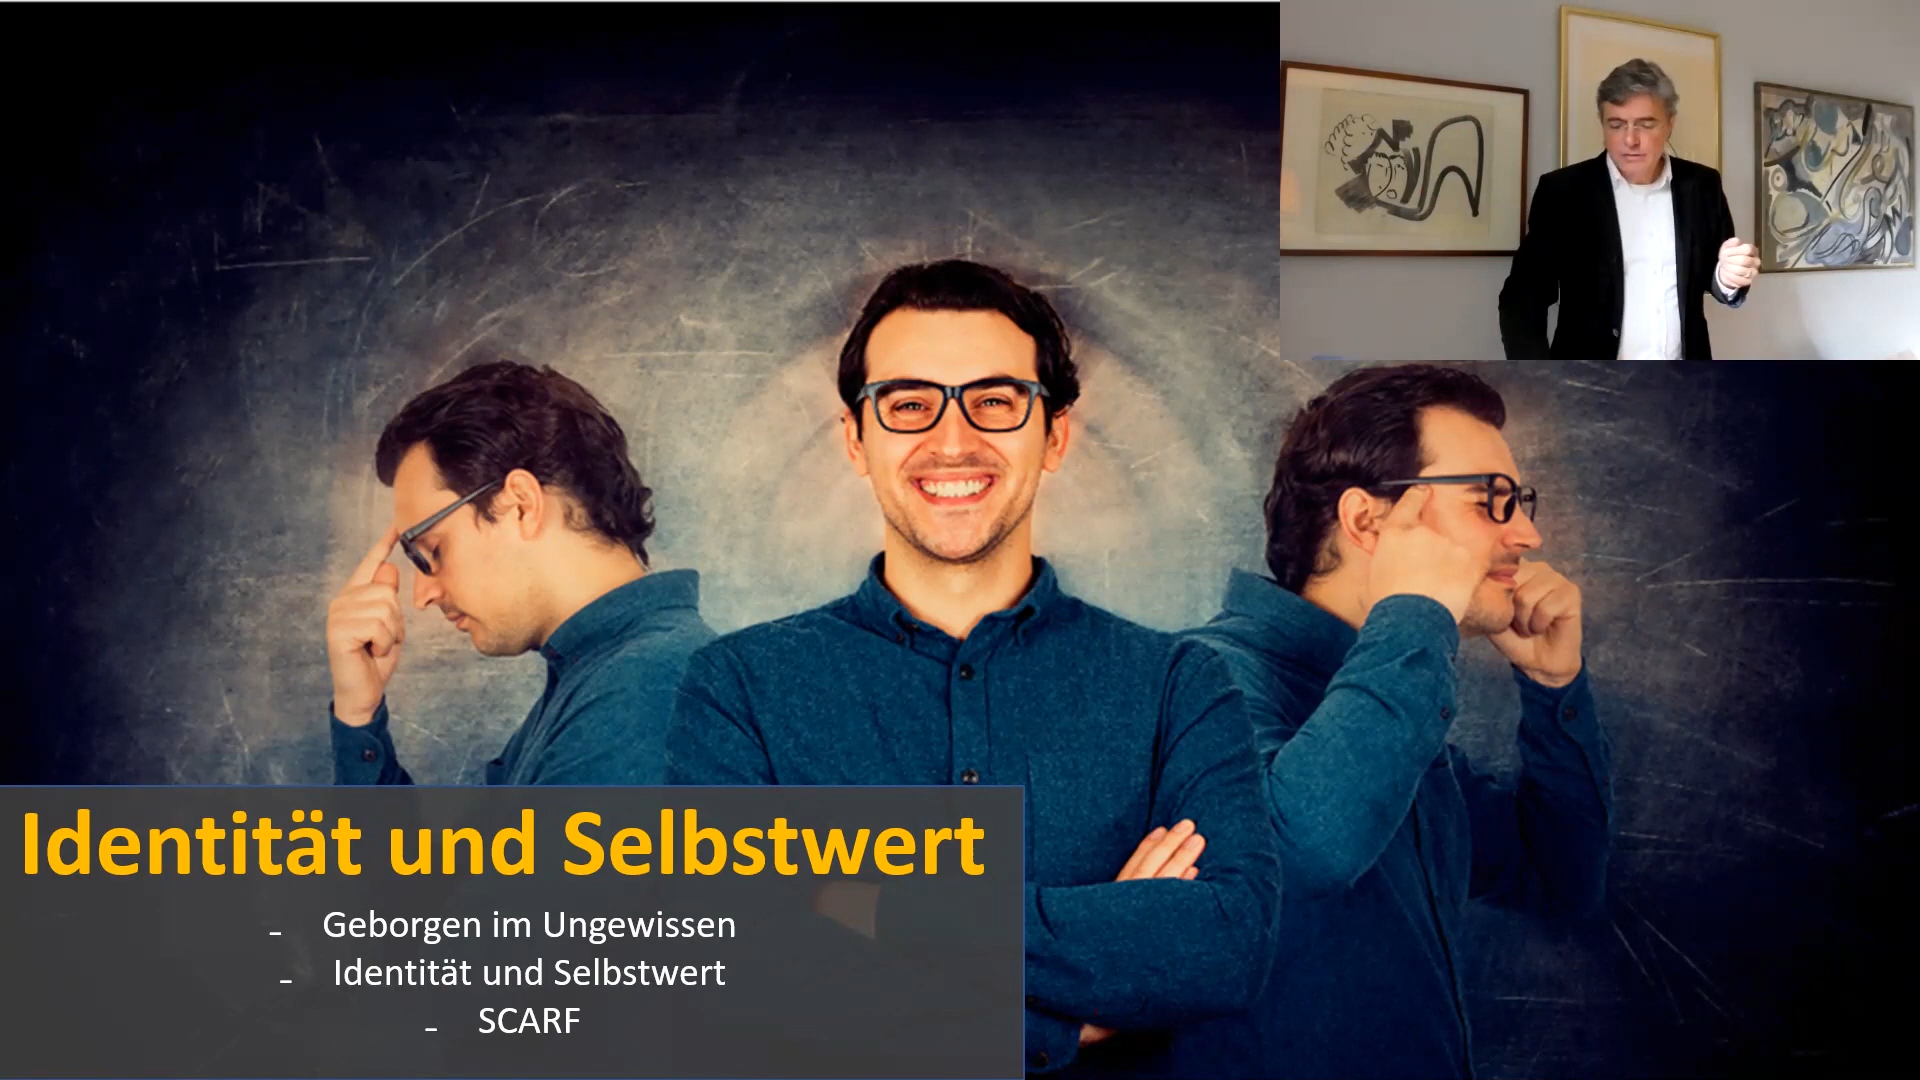 Identität und Selbstwert
- Geborgen im Ungewissen
- Identität und Selbstwert
- SCARF